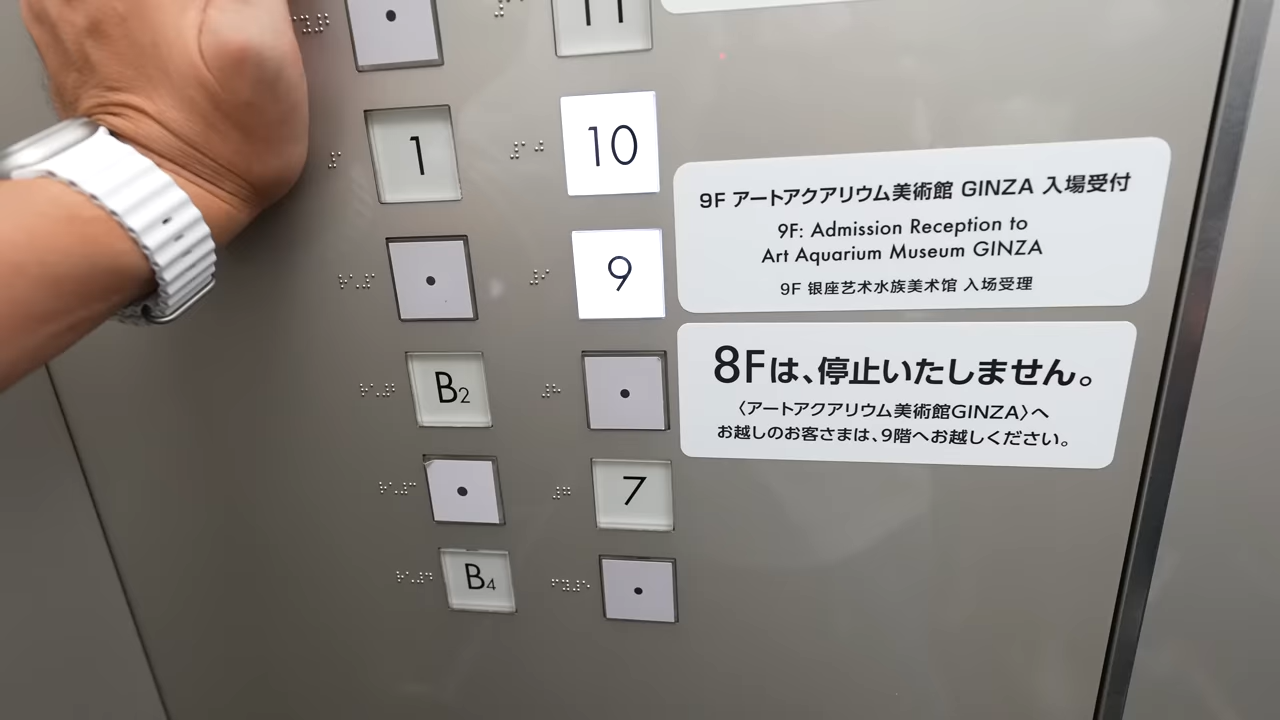 11
1
10
9
B2
7
B4
9F アートアクアリウム美術館 GINZA 入場受付
9F: Admission Reception to
Art Aquarium Museum GINZA
9F 银座艺术水族美术馆 入场受理
8Fは、停止いたしません。
〈アートアクアリウム美術館GINZA〉へ
お越しのお客さまは、9階へお越しください。